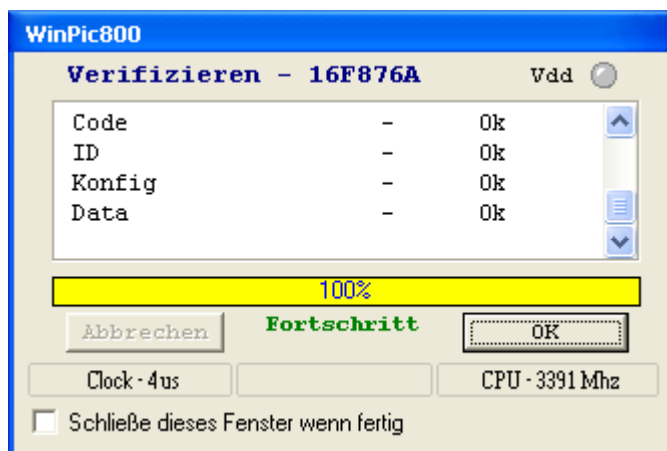 WinPic800
Verifizieren - 16F876A Vdd
Code - Ok
ID - Ok
Konfig - Ok
Data - Ok
100%
Abbrechen Fortschritt OK
Clock - 4us CPU - 3391 Mhz
Schließe dieses Fenster wenn fertig